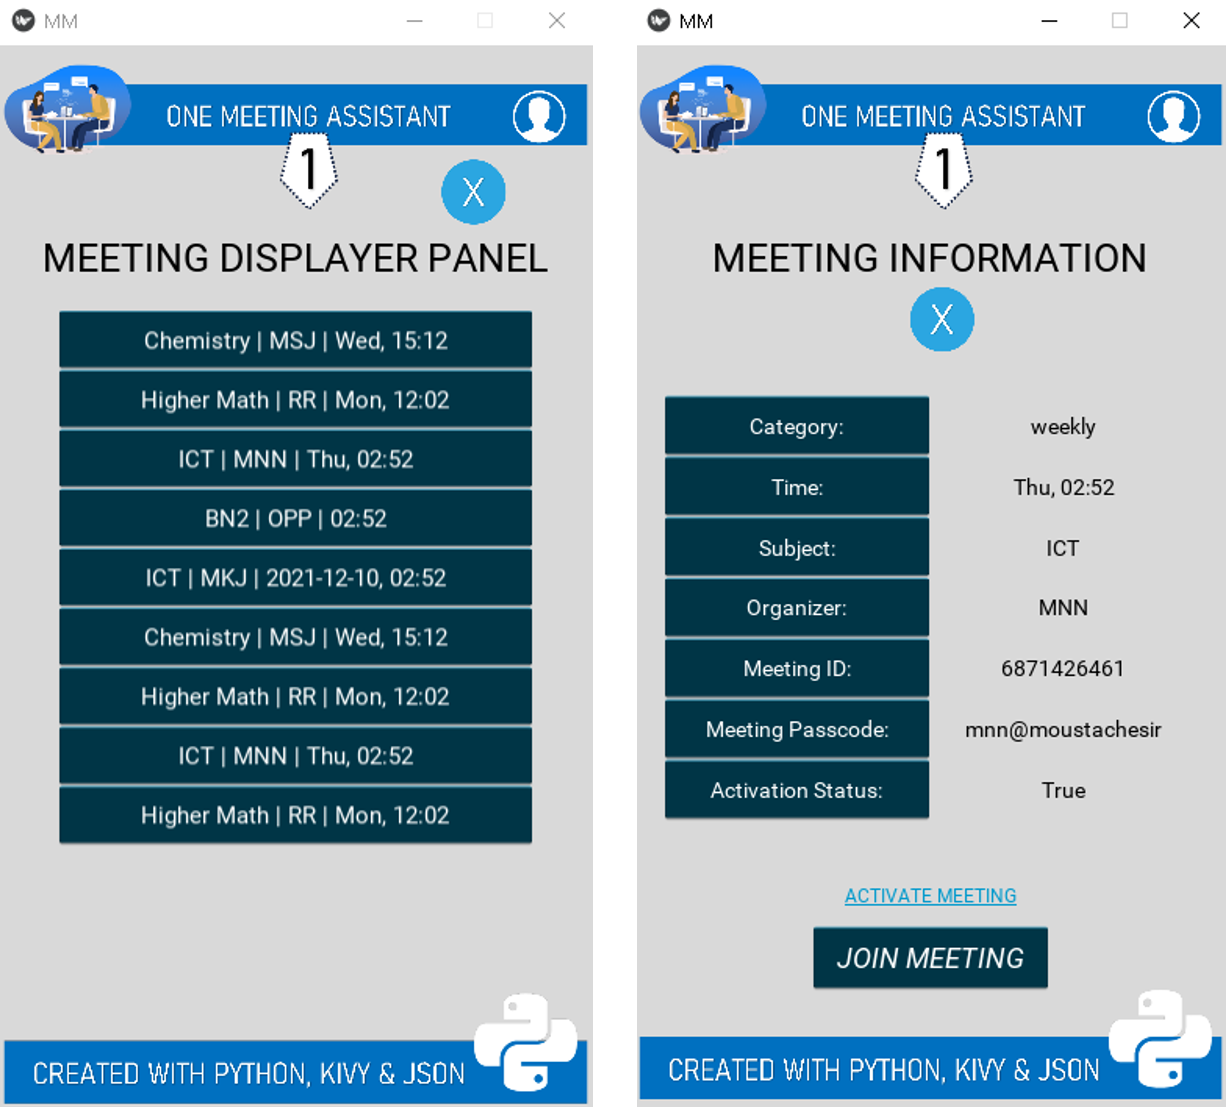 MM
ONE MEETING ASSISTANT
1
X
MEETING DISPLAYER PANEL
Chemistry | MSJ | Wed, 15:12
Higher Math | RR | Mon, 12:02
ICT | MNN | Thu, 02:52
BN2 | OPP | 02:52
ICT | MKJ | 2021-12-10, 02:52
Chemistry | MSJ | Wed, 15:12
Higher Math | RR | Mon, 12:02
ICT | MNN | Thu, 02:52
Higher Math | RR | Mon, 12:02
CREATED WITH PYTHON, KIVY & JSON
MM
ONE MEETING ASSISTANT
1
MEETING INFORMATION
X
Category: weekly
Time: Thu, 02:52
Subject: ICT
Organizer: MNN
Meeting ID: 6871426461
Meeting Passcode: mnn@moustachesir
Activation Status: True
ACTIVATE MEETING
JOIN MEETING
CREATED WITH PYTHON, KIVY & JSON